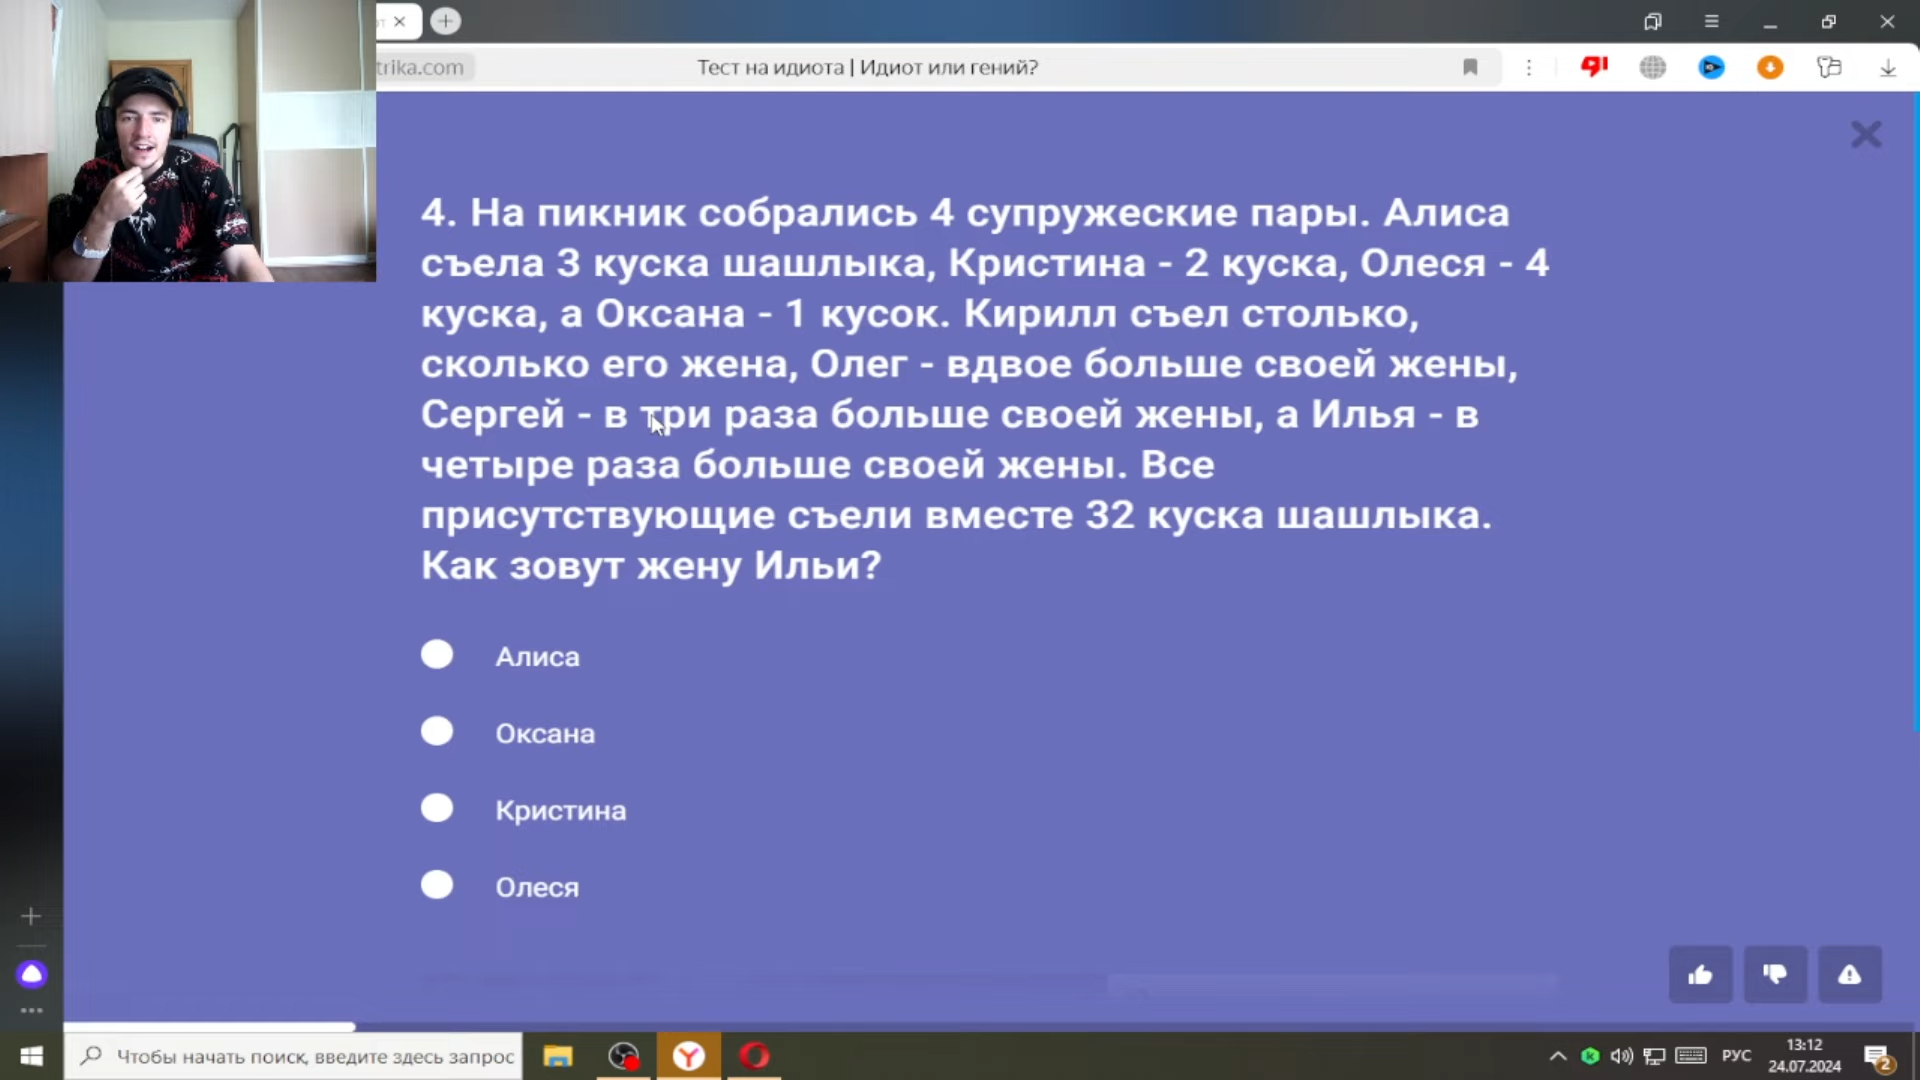 trika.com
Тест на идиота | Идиот или гений?
4. На пикник собрались 4 супружеские пары. Алиса
съела 3 куска шашлыка, Кристина - 2 куска, Олеся - 4
куска, а Оксана - 1 кусок. Кирилл съел столько,
сколько его жена, Олег - вдвое больше своей жены,
Сергей - в три раза больше своей жены, а Илья - в
четыре раза больше своей жены. Все
присутствующие съели вместе 32 куска шашлыка.
Как зовут жену Ильи?
Алиса
Оксана
Кристина
Олеся
Чтобы начать поиск, введите здесь запрос
РУС
13:12
24.07.2024
2